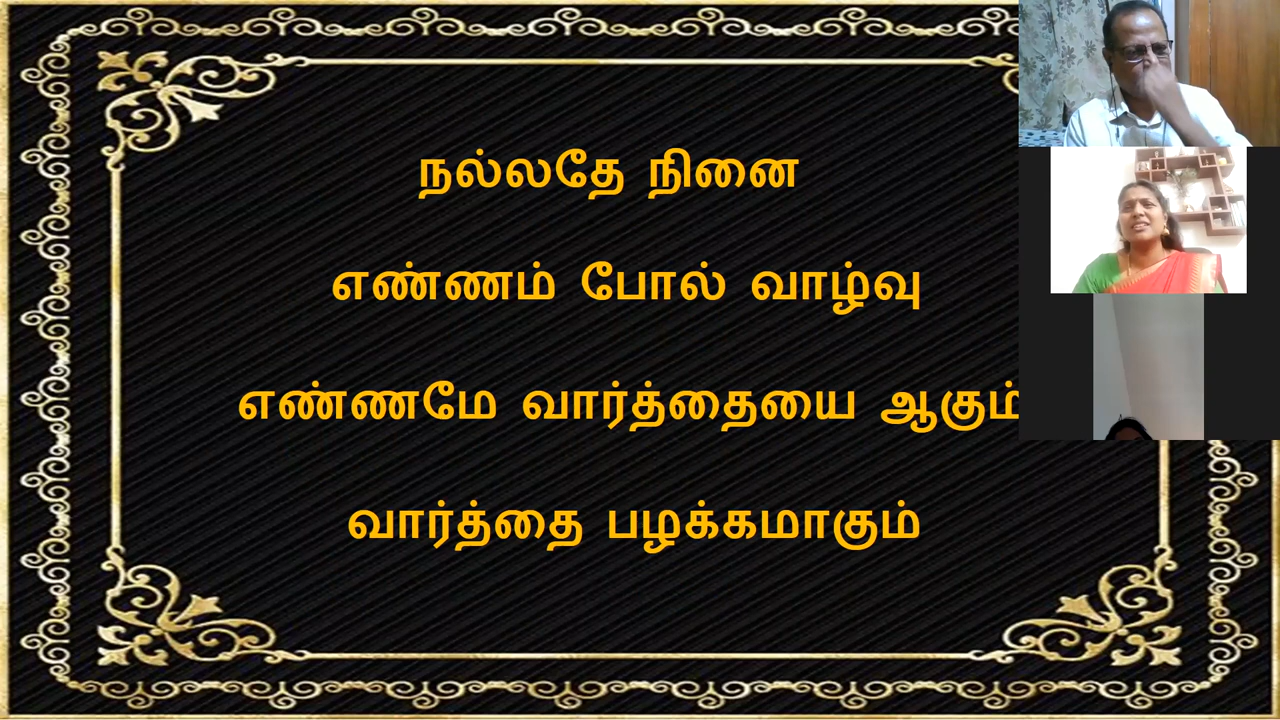 நல்லதே நினை
எண்ணம் போல் வாழ்வு
எண்ணமே வார்த்தையை ஆகும்
வார்த்தை பழக்கமாகும்